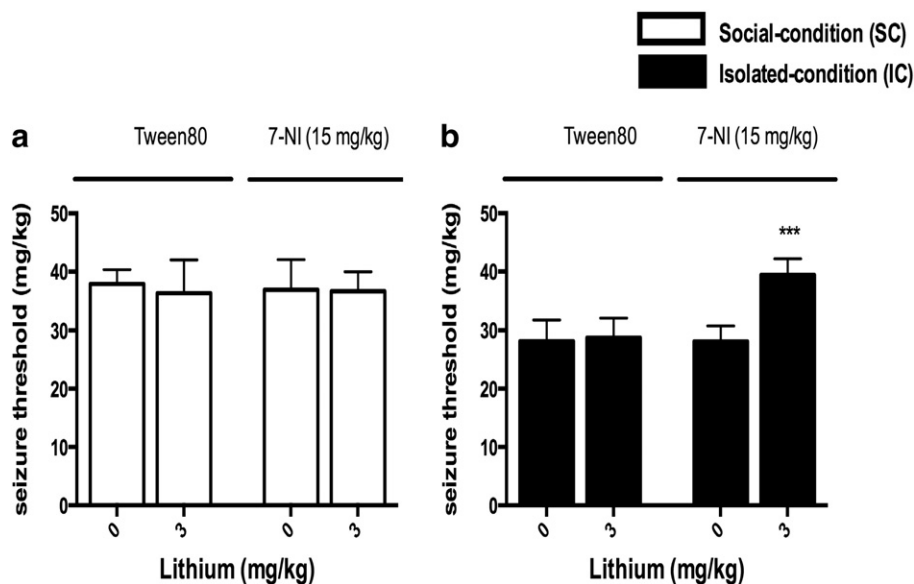 Social-condition (SC)
Isolated-condition (IC)
a
Tween80
7-NI (15 mg/kg)
seizure threshold (mg/kg)
50
40
30
20
10
0
0
3
0
3
Lithium (mg/kg)
b
Tween80
7-NI (15 mg/kg)
***
seizure threshold (mg/kg)
50
40
30
20
10
0
0
3
0
3
Lithium (mg/kg)